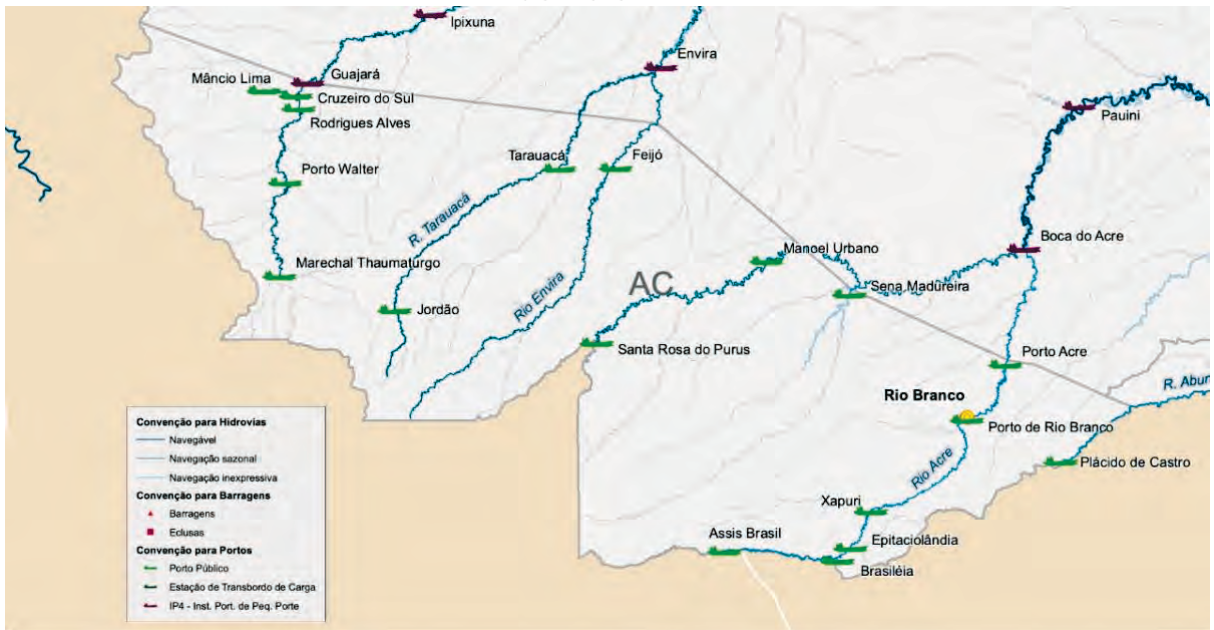 Ipixuna
Envira
Guajará
Mâncio Lima
Cruzeiro do Sul
Rodrigues Alves
Pauini
Tarauacá
Feijó
Porto Walter
R. Tarauacá
Boca do Acre
Manoel Urbano
Marechal Thaumaturgo
AC
Rio Envira
Sena Madureira
Jordão
Santa Rosa do Purus
Porto Acre
R. Abun
Rio Branco
Porto de Rio Branco
Rio Acre
Plácido de Castro
Xapuri
Assis Brasil
Epitaciolândia
Brasiléia
Convenção para Hidrovias
Navegável
Navegação sazonal
Navegação inexpressiva
Convenção para Barragens
Barragens
Eclusas
Convenção para Portos
Porto Público
Estação de Transbordo de Carga
IP4 - Inst. Port. de Peq. Porte